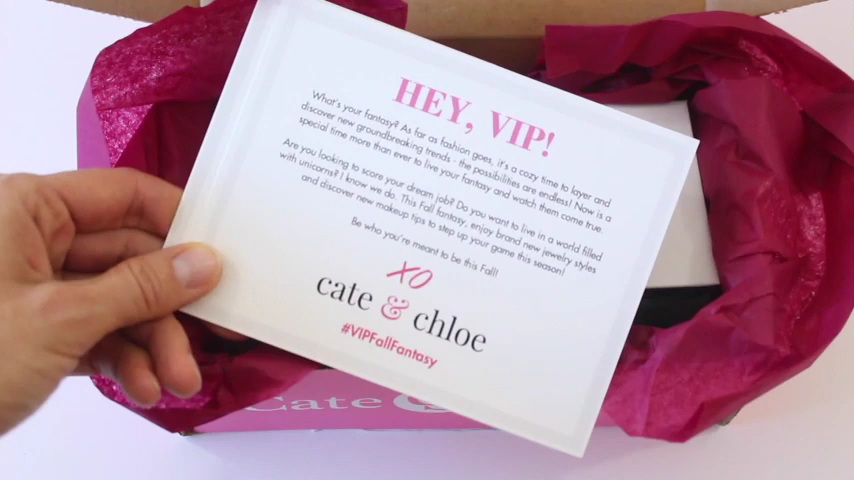 HEY, VIP!
What's your fantasy? As far as fashion goes, it's a cozy time to layer and
discover new groundbreaking trends - the possibilities are endless! Now is a
special time more than ever to live your fantasy and watch them come true.
Are you looking to score your dream job? Do you want to live in a world filled
with unicorns? I know we do. This Fall fantasy, enjoy brand new jewelry styles
and discover new makeup tips to step up your game this season!
Be who you're meant to be this Fall!
XO
cate & chloe
#VIPFallFantasy
Cate